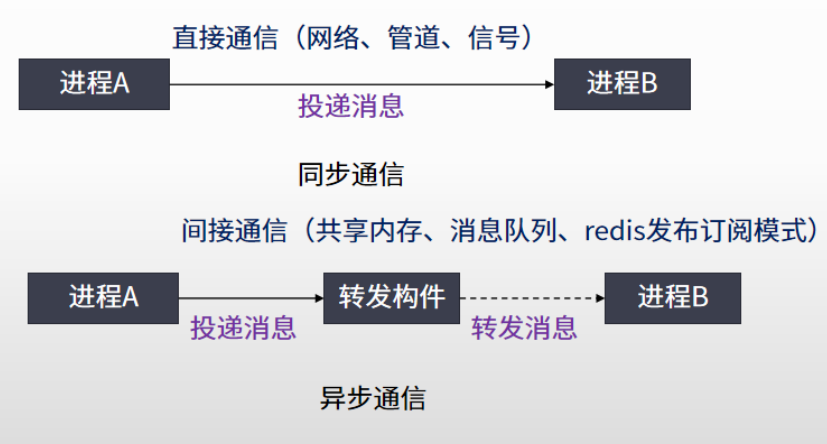 直接通信（网络、管道、信号）
进程A
进程B
投递消息
同步通信
间接通信（共享内存、消息队列、redis发布订阅模式）
进程A
转发构件
进程B
投递消息
转发消息
异步通信